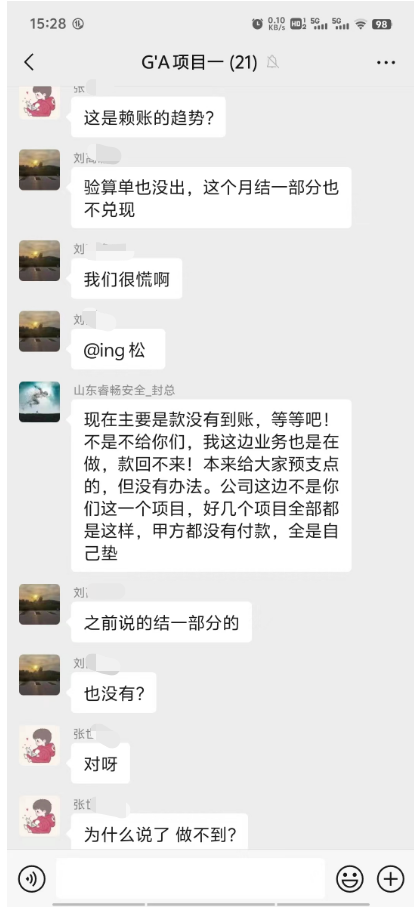 15:28
0.10
KB/s
HD
5G
5G
98
G'A项目一 (21)
张
这是赖账的趋势？
刘
验算单也没出，这个月结一部分也
不兑现
刘
我们很慌啊
刘
@ing 松
山东睿畅安全_封总
现在主要是款没有到账，等等吧！
不是不给你们，我这边业务也是在
做，款回不来！本来给大家预支点
的，但没有办法。公司这边不是你
们这一个项目，好几个项目全部都
是这样，甲方都没有付款，全是自
己垫
刘
之前说的结一部分的
刘
也没有？
张
对呀
张
为什么说了 做不到？